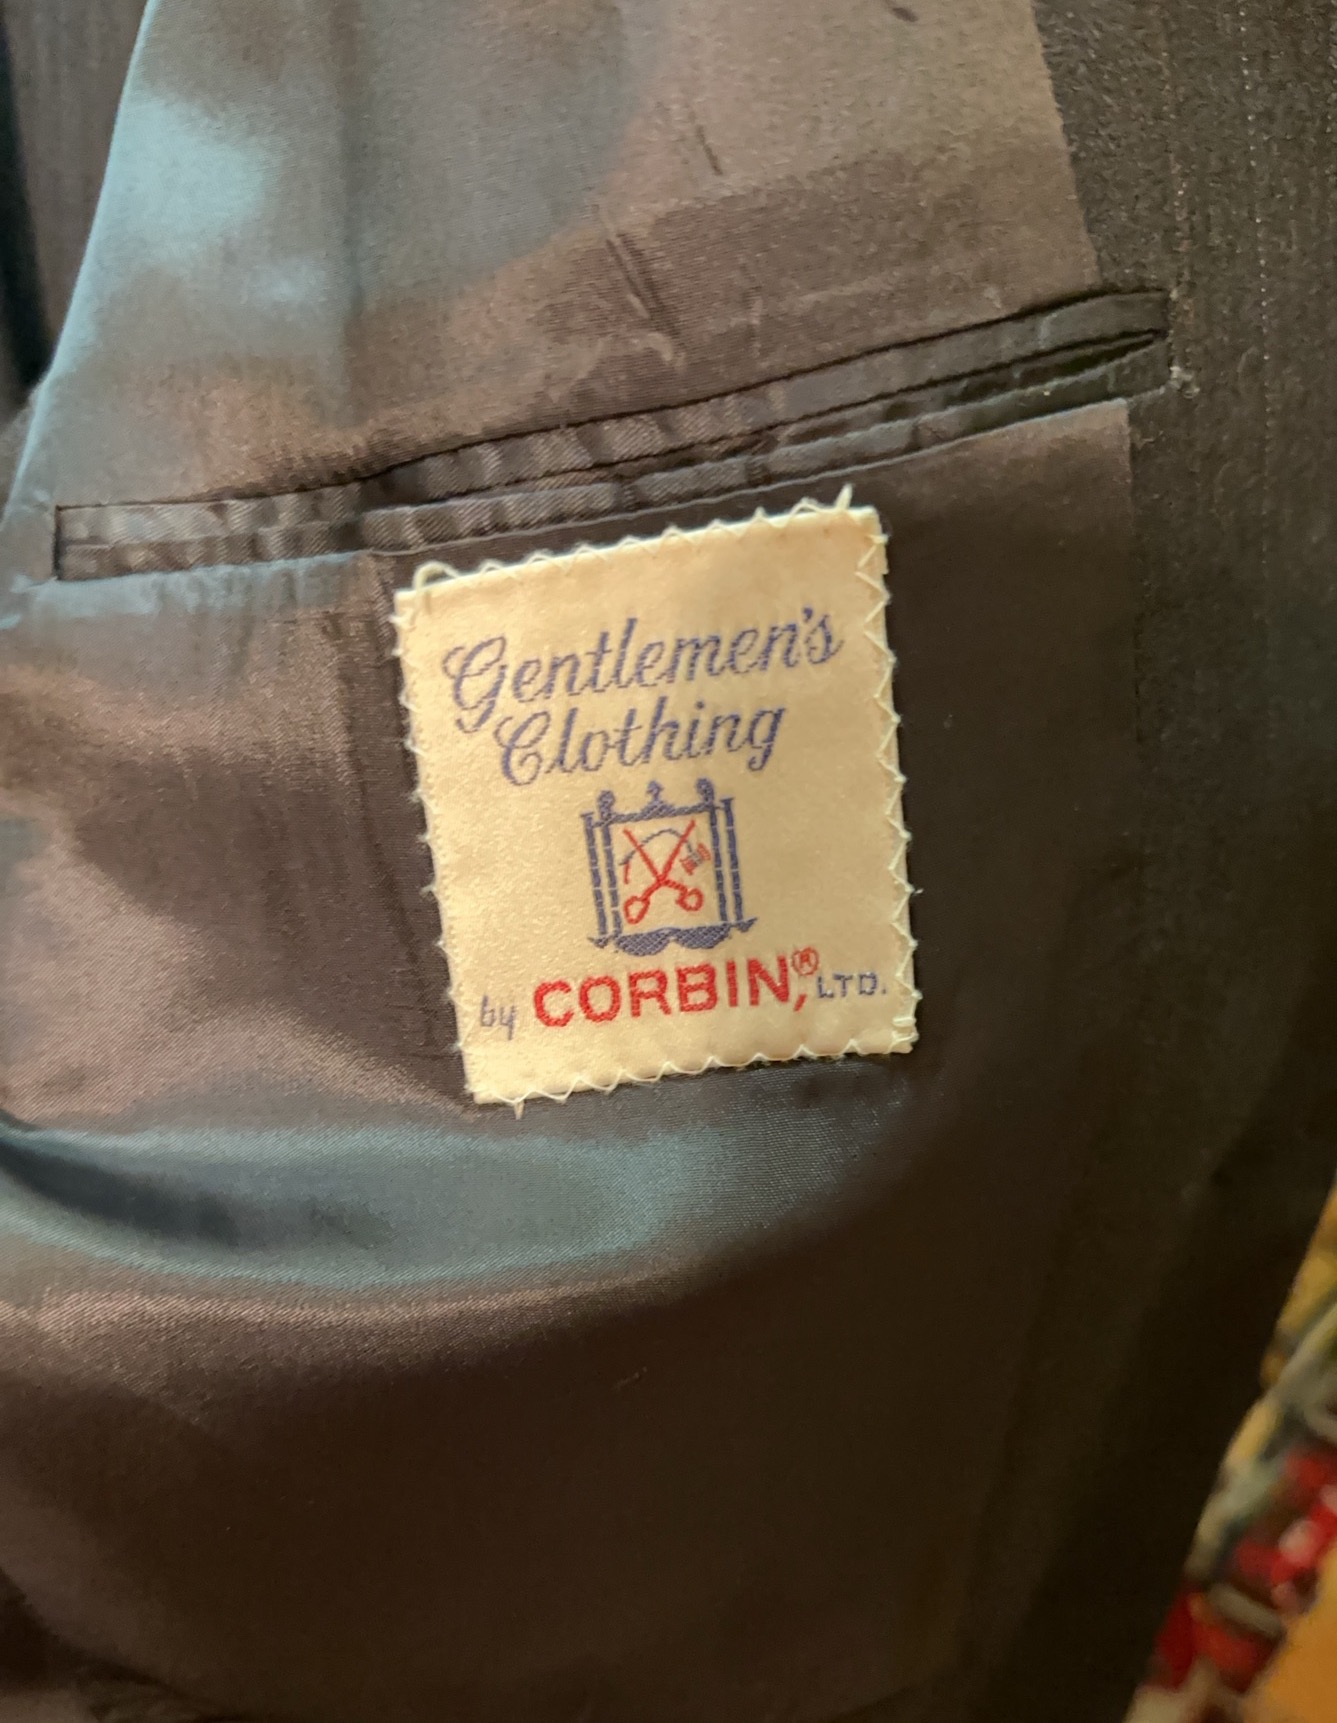 Gentlemen's
Clothing
by CORBIN,® LTD.